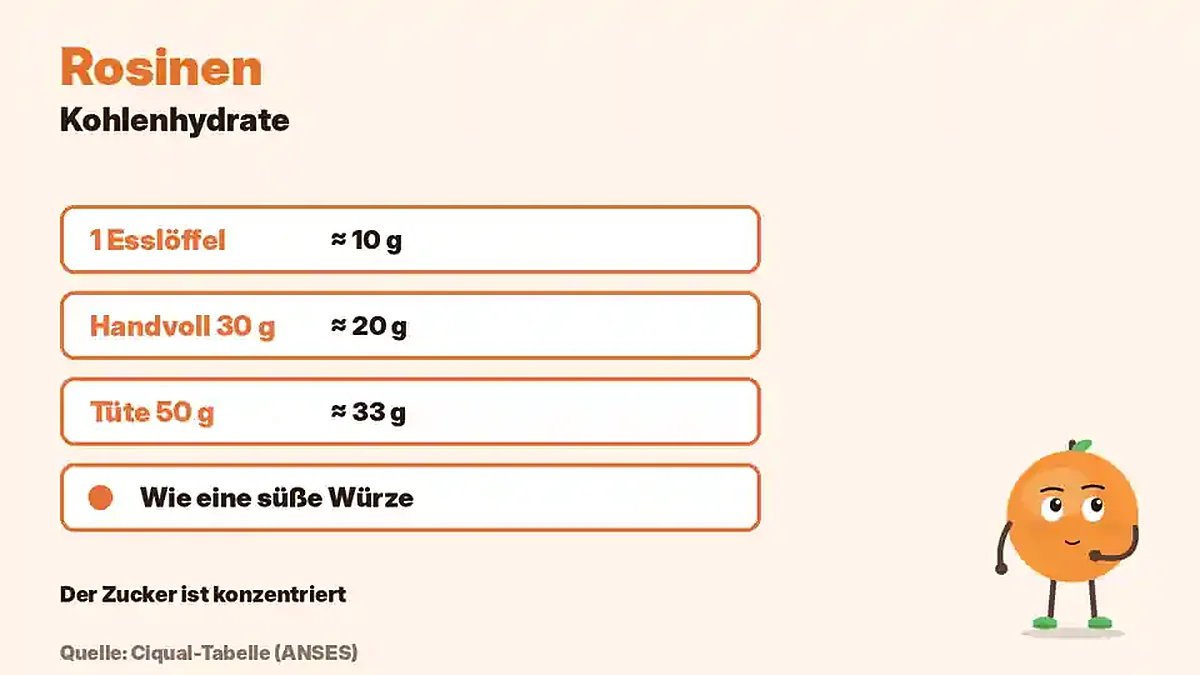 Rosinen
Kohlenhydrate
1 Esslöffel ≈ 10 g
Handvoll 30 g ≈ 20 g
Tüte 50 g ≈ 33 g
Wie eine süße Würze
Der Zucker ist konzentriert
Quelle: Ciqual-Tabelle (ANSES)